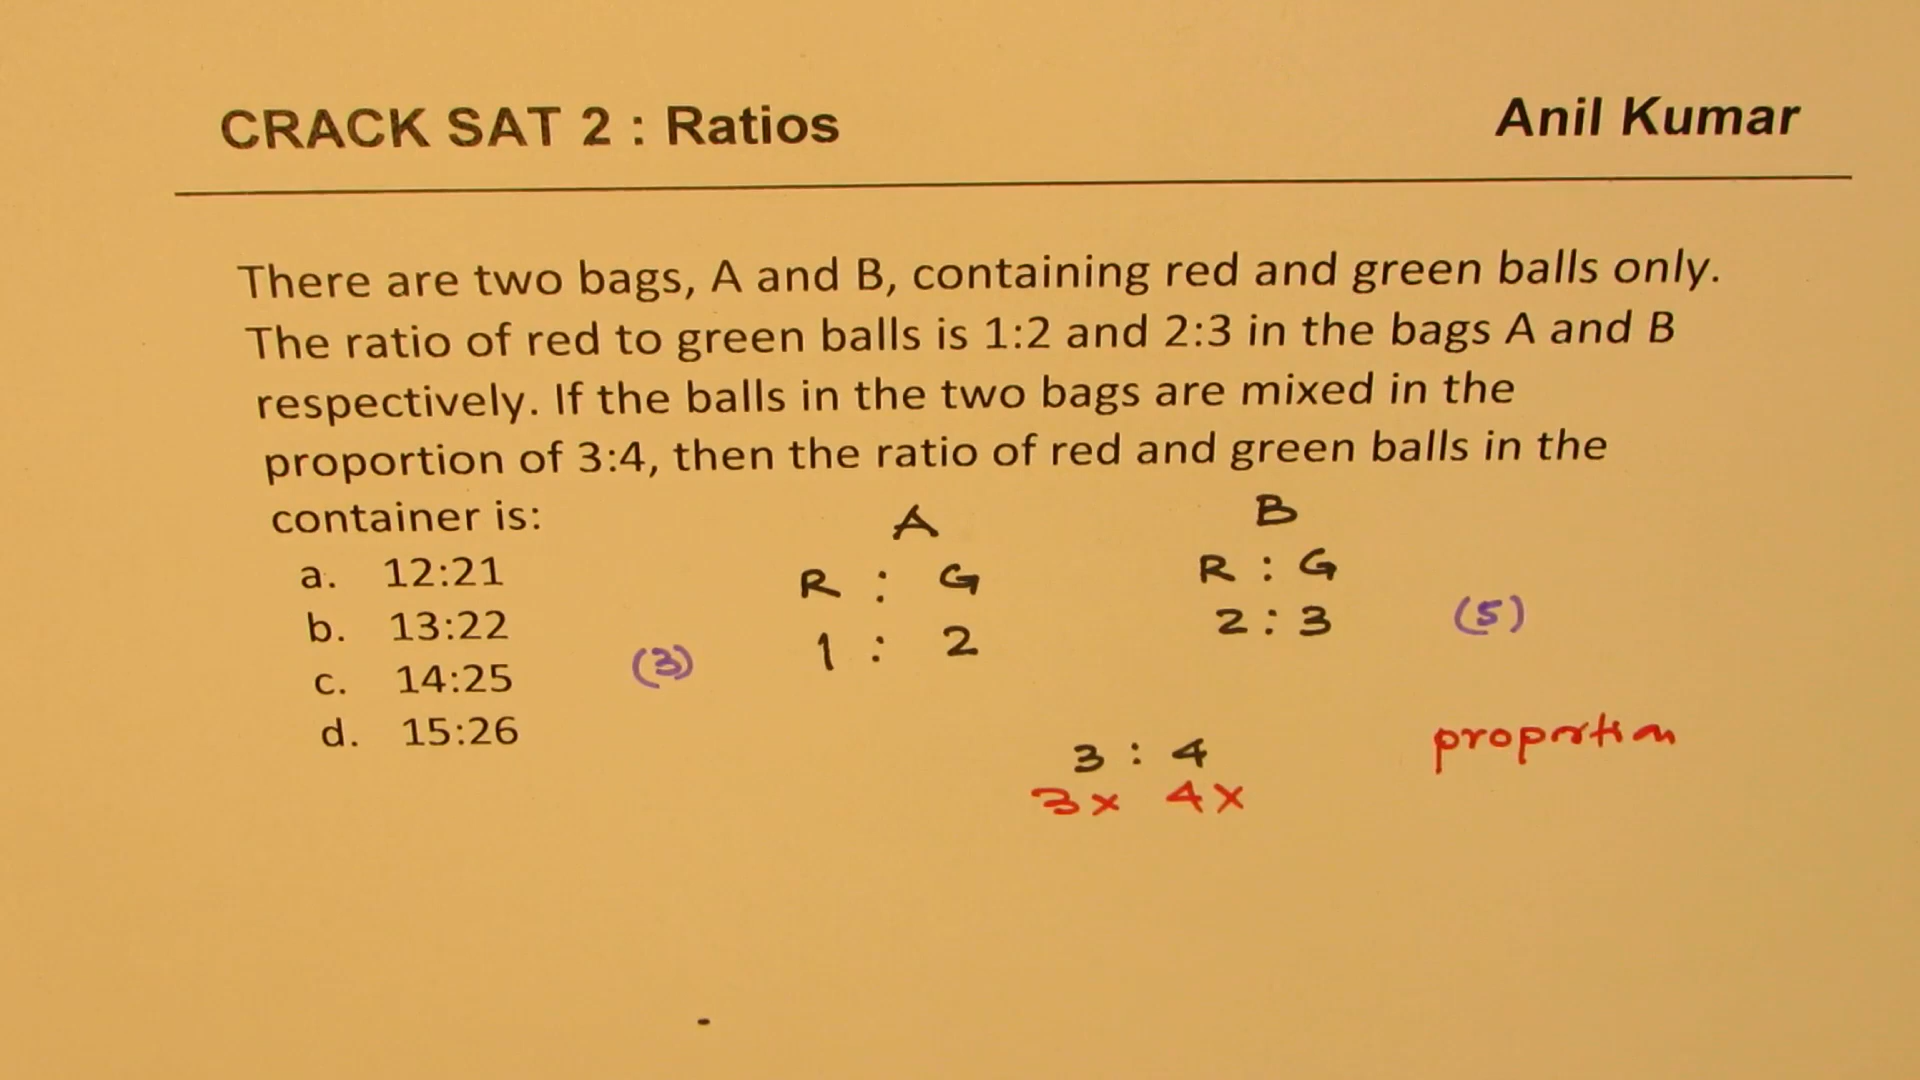 CRACK SAT 2 : Ratios
Anil Kumar
There are two bags, A and B, containing red and green balls only.
The ratio of red to green balls is 1:2 and 2:3 in the bags A and B
respectively. If the balls in the two bags are mixed in the
proportion of 3:4, then the ratio of red and green balls in the
container is:
a. 12:21
b. 13:22
c. 14:25
d. 15:26
A
R : G
1 : 2
(3)
B
R : G
2 : 3
(5)
3 : 4
3x 4x
proportion